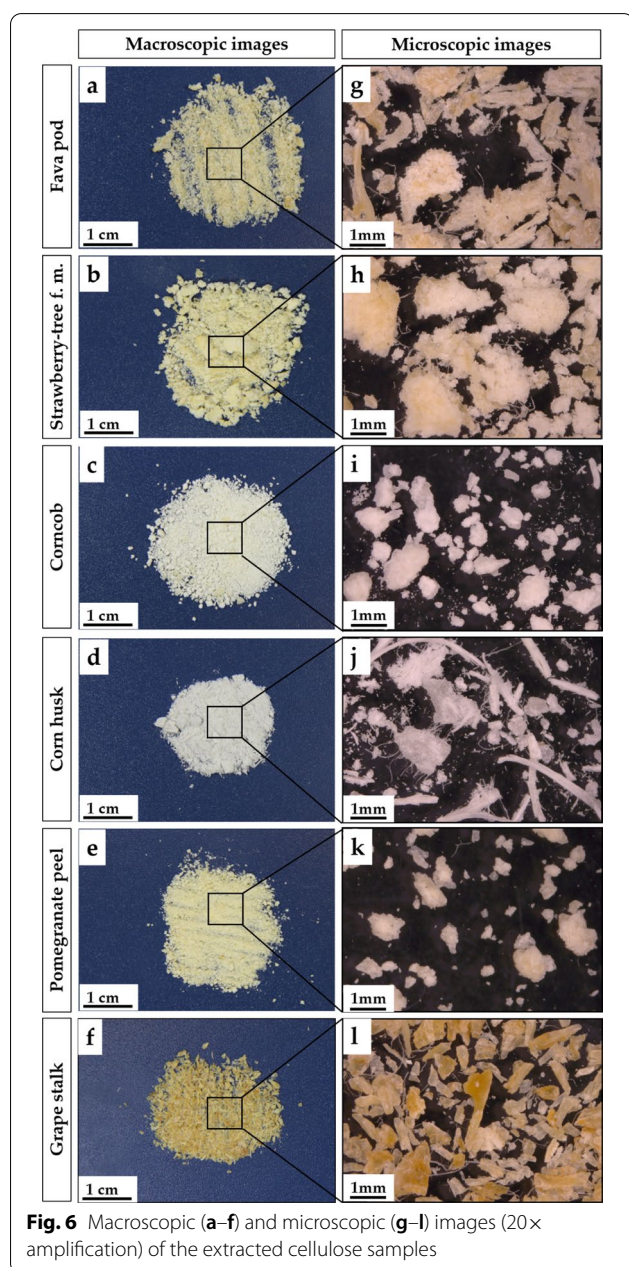 Macroscopic images Microscopic images
Fava pod
a
1 cm
g
1mm
Strawberry-tree f. m.
b
1 cm
h
1mm
Corncob
c
1 cm
i
1mm
Corn husk
d
1 cm
j
1mm
Pomegranate peel
e
1 cm
k
1mm
Grape stalk
f
1 cm
l
1mm
Fig. 6 Macroscopic (a–f) and microscopic (g–l) images (20×
amplification) of the extracted cellulose samples